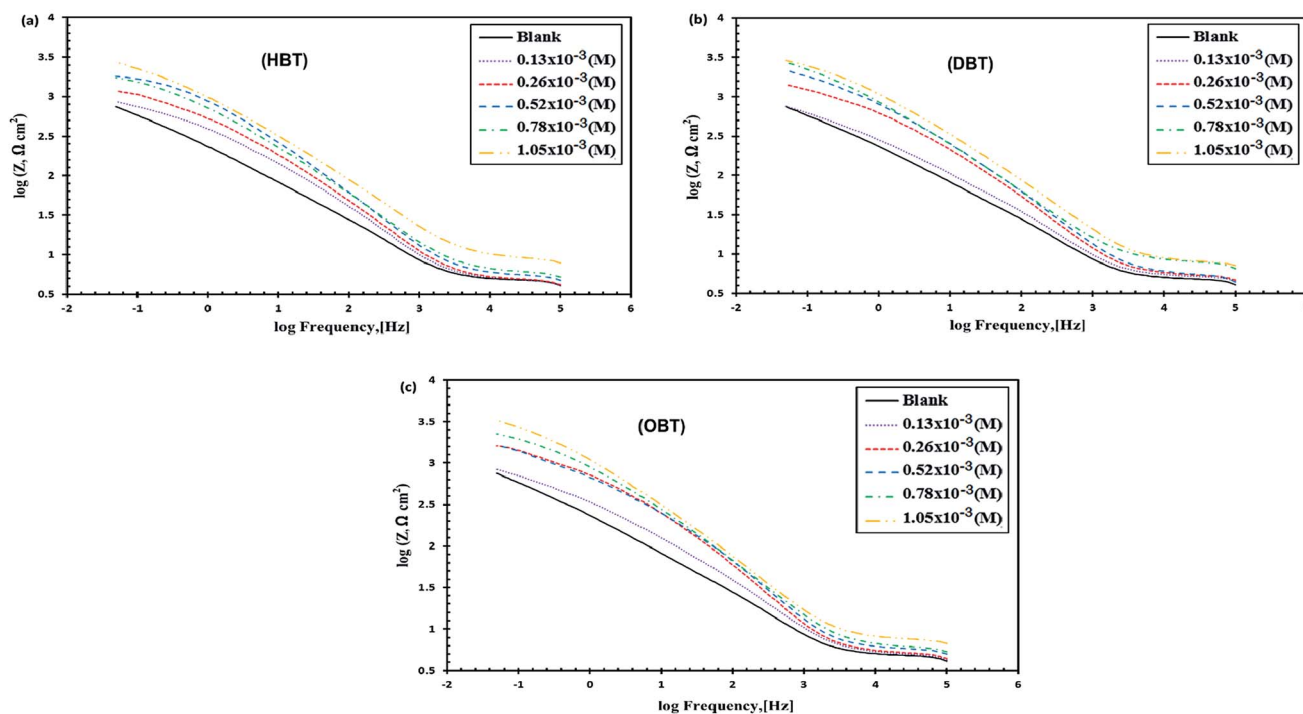 (a)
(HBT)
Blank
0.13x10-3(M)
0.26x10-3(M)
0.52x10-3(M)
0.78x10-3(M)
1.05x10-3(M)
log (Z, Ω cm2)
4
3.5
3
2.5
2
1.5
1
0.5
-2 -1 0 1 2 3 4 5 6
log Frequency,[Hz]
(b)
(DBT)
Blank
0.13x10-3(M)
0.26x10-3(M)
0.52x10-3(M)
0.78x10-3(M)
1.05x10-3(M)
log (Z, Ω cm2)
4
3.5
3
2.5
2
1.5
1
0.5
-2 -1 0 1 2 3 4 5 6
log Frequency,[Hz]
(c)
(OBT)
Blank
0.13x10-3(M)
0.26x10-3(M)
0.52x10-3(M)
0.78x10-3(M)
1.05x10-3(M)
log (Z, Ω cm2)
4
3.5
3
2.5
2
1.5
1
0.5
-2 -1 0 1 2 3 4 5 6
log Frequency,[Hz]